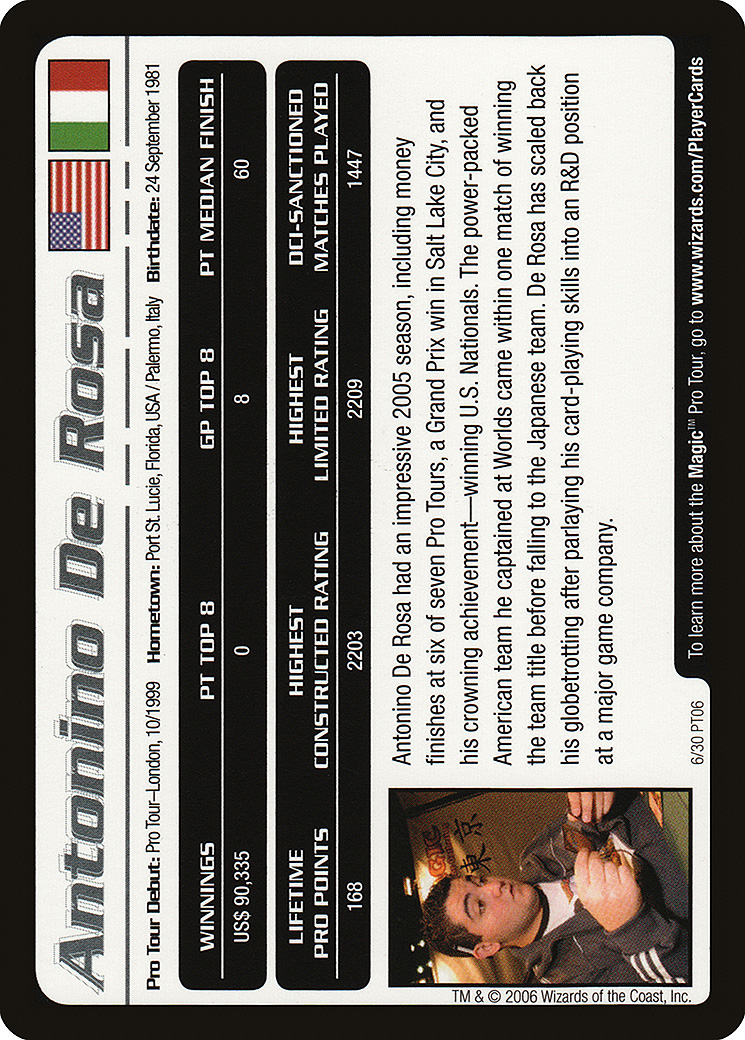 Antonino De Rosa
Pro Tour Debut: Pro Tour–London, 10/1999 Hometown: Port St. Lucie, Florida, USA / Palermo, Italy Birthdate: 24 September 1981
WINNINGS PT TOP 8 GP TOP 8 PT MEDIAN FINISH
US$ 90,335 0 8 60
LIFETIME HIGHEST HIGHEST DCI-SANCTIONED
PRO POINTS CONSTRUCTED RATING LIMITED RATING MATCHES PLAYED
168 2203 2209 1447
Antonino De Rosa had an impressive 2005 season, including money
finishes at six of seven Pro Tours, a Grand Prix win in Salt Lake City, and
his crowning achievement—winning U.S. Nationals. The power-packed
American team he captained at Worlds came within one match of winning
the team title before falling to the Japanese team. De Rosa has scaled back
his globetrotting after parlaying his card-playing skills into an R&D position
at a major game company.
東京
TM & © 2006 Wizards of the Coast, Inc.
6/30 PT06
To learn more about the Magic™ Pro Tour, go to www.wizards.com/PlayerCards